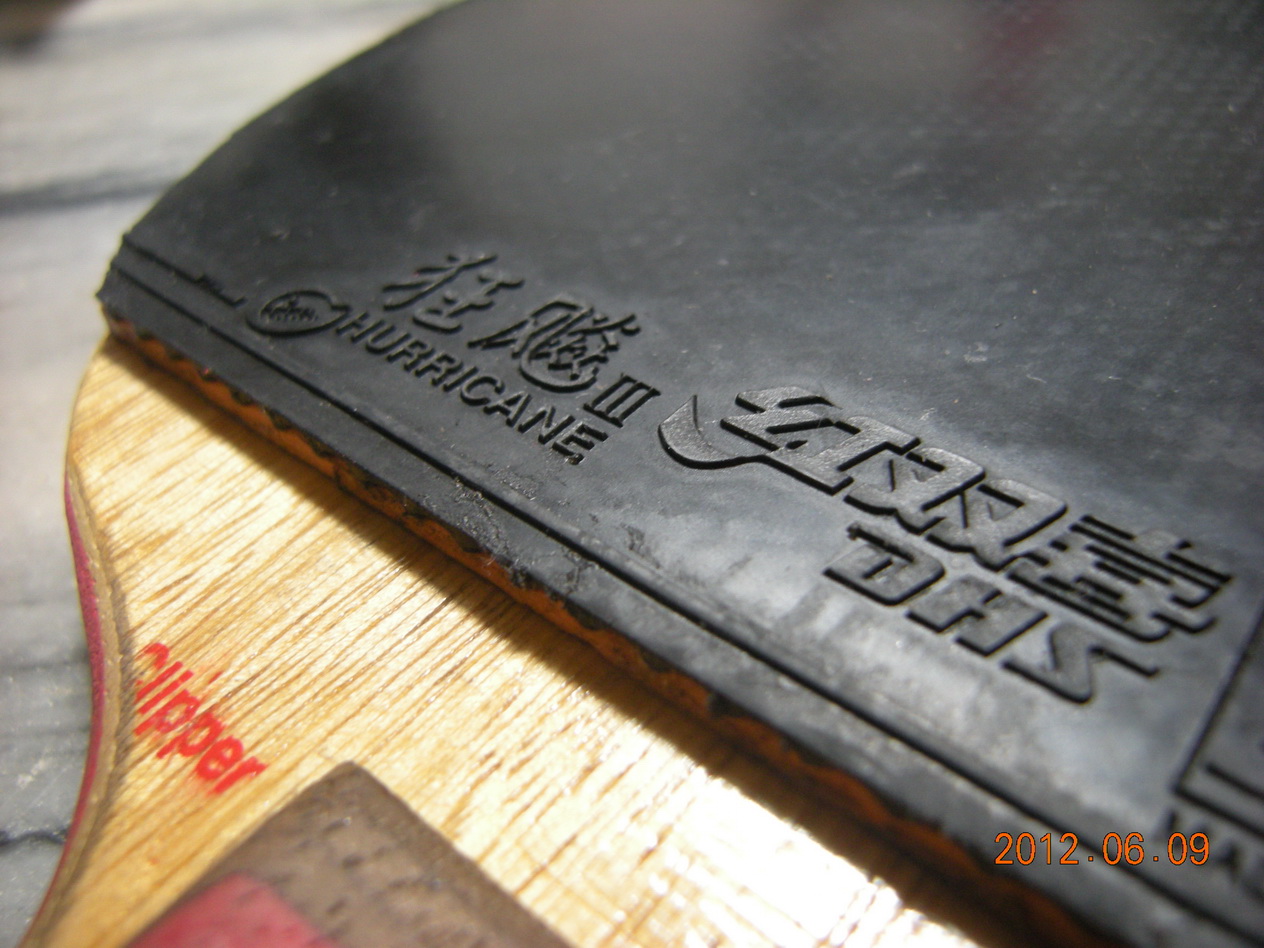 狂飚III
HURRICANE
红双喜
DHS
clipper
2012.06.09